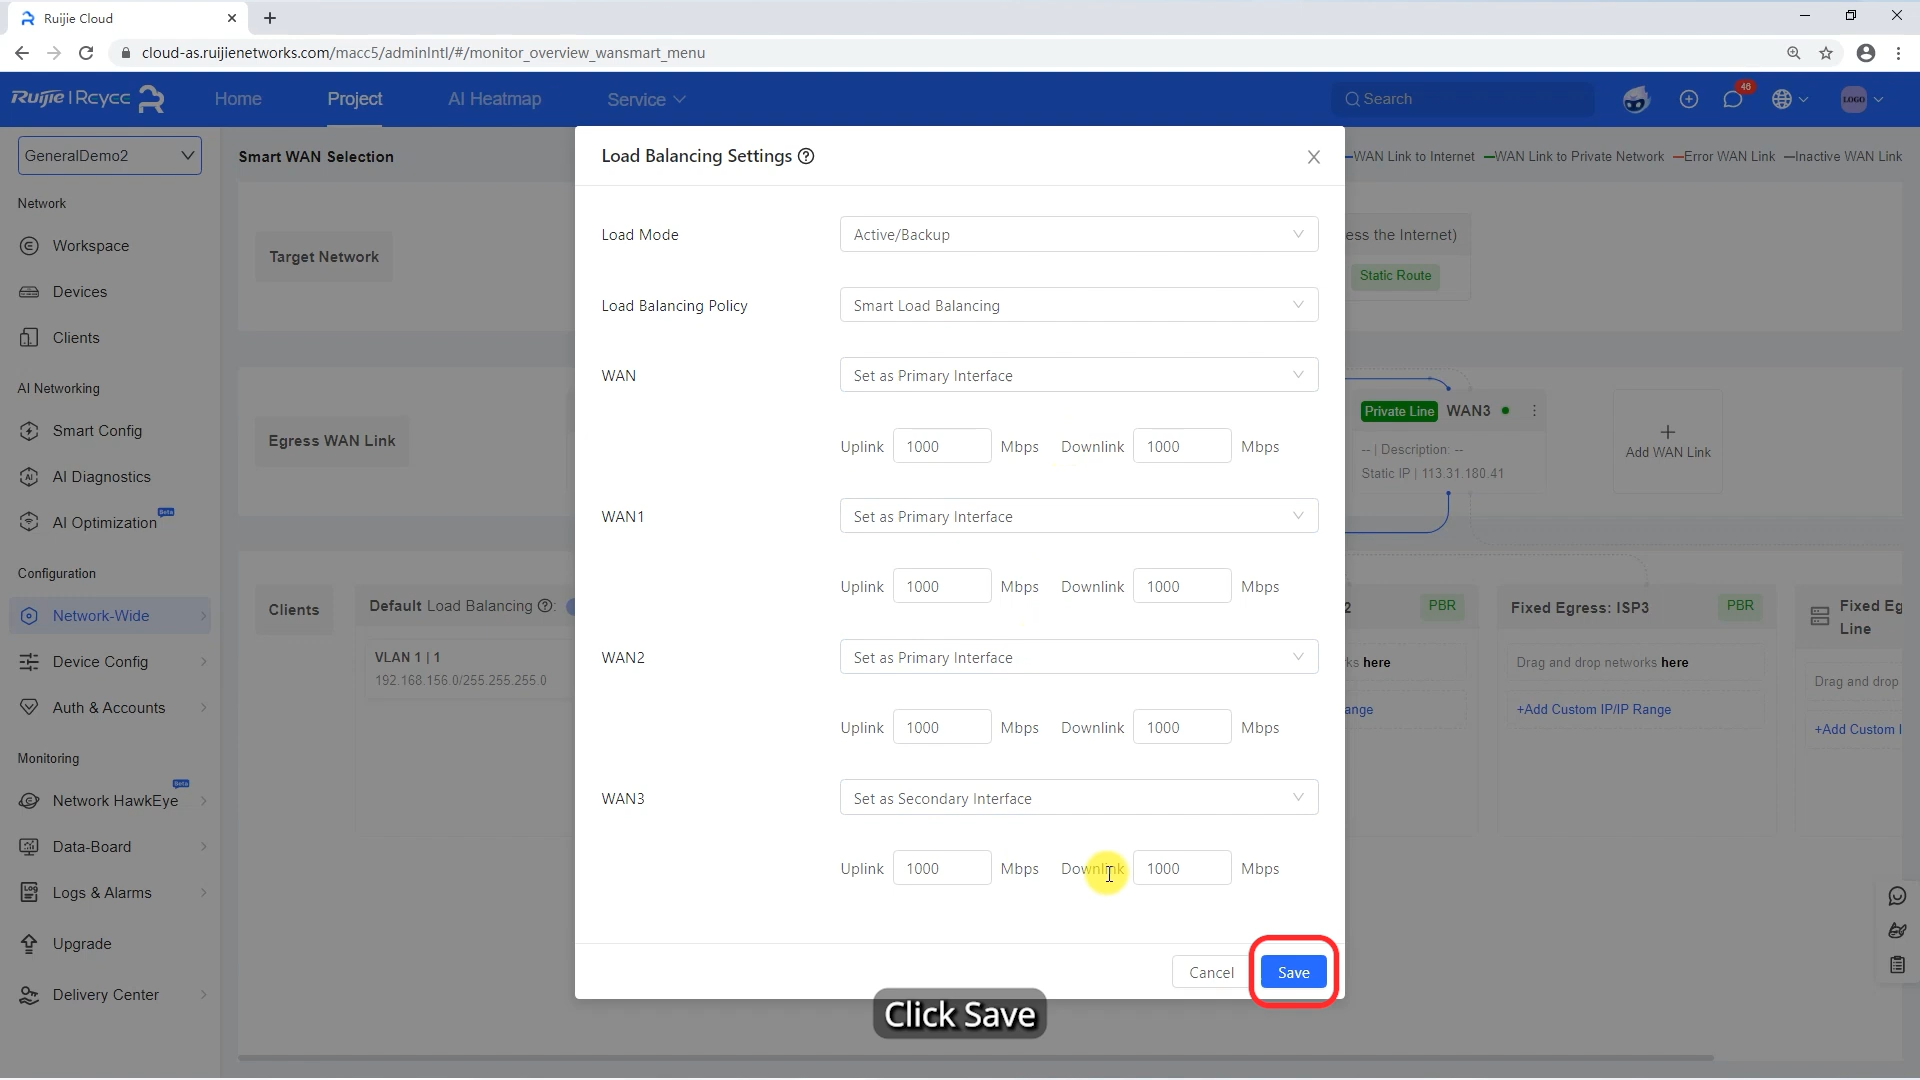 Ruijie Cloud
cloud-as.ruijienetworks.com/macc5/adminIntl/#/monitor_overview_wansmart_menu
Ruijie | Rcycc
Home
Project
AI Heatmap
Service
Search
46
LOGO
GeneralDemo2
Network
Workspace
Devices
Clients
AI Networking
Smart Config
AI Diagnostics
AI Optimization
Beta
Configuration
Network-Wide
Device Config
Auth & Accounts
Monitoring
Beta
Network HawkEye
Data-Board
Logs & Alarms
Upgrade
Delivery Center
Smart WAN Selection
WAN Link to Internet
WAN Link to Private Network
Error WAN Link
Inactive WAN Link
Target Network
ess the Internet)
Static Route
Egress WAN Link
Private Line WAN3
-- | Description: --
Static IP | 113.31.180.41
Add WAN Link
Clients
Default Load Balancing
VLAN 1 | 1
192.168.156.0/255.255.255.0
2
PBR
ks here
ange
Fixed Egress: ISP3
PBR
Drag and drop networks here
+Add Custom IP/IP Range
Fixed Eg
Line
Drag and drop
+Add Custom I
Load Balancing Settings
Load Mode
Active/Backup
Load Balancing Policy
Smart Load Balancing
WAN
Set as Primary Interface
Uplink 1000 Mbps Downlink 1000 Mbps
WAN1
Set as Primary Interface
Uplink 1000 Mbps Downlink 1000 Mbps
WAN2
Set as Primary Interface
Uplink 1000 Mbps Downlink 1000 Mbps
WAN3
Set as Secondary Interface
Uplink 1000 Mbps Downlink 1000 Mbps
Cancel
Save
Click Save